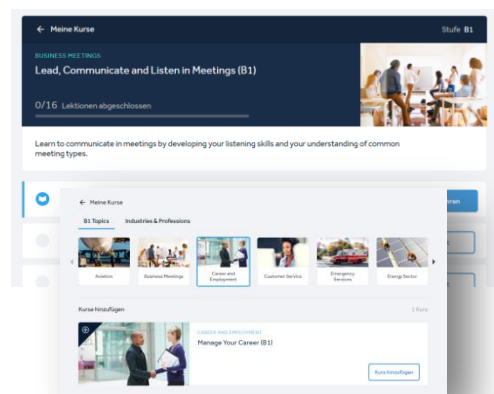 ← Meine Kurse
Stufe B1
BUSINESS MEETINGS
Lead, Communicate and Listen in Meetings (B1)
0/16 Lektionen abgeschlossen
Learn to communicate in meetings by developing your listening skills and your understanding of common
meeting types.
← Meine Kurse
B1 Topics
Industries & Professions
Aviation
Business Meetings
Career and
Employment
Customer Service
Emergency
Services
Energy Sector
Kurse hinzufügen
1 Kurs
CAREER AND EMPLOYMENT
Manage Your Career (B1)
Kurs hinzufügen